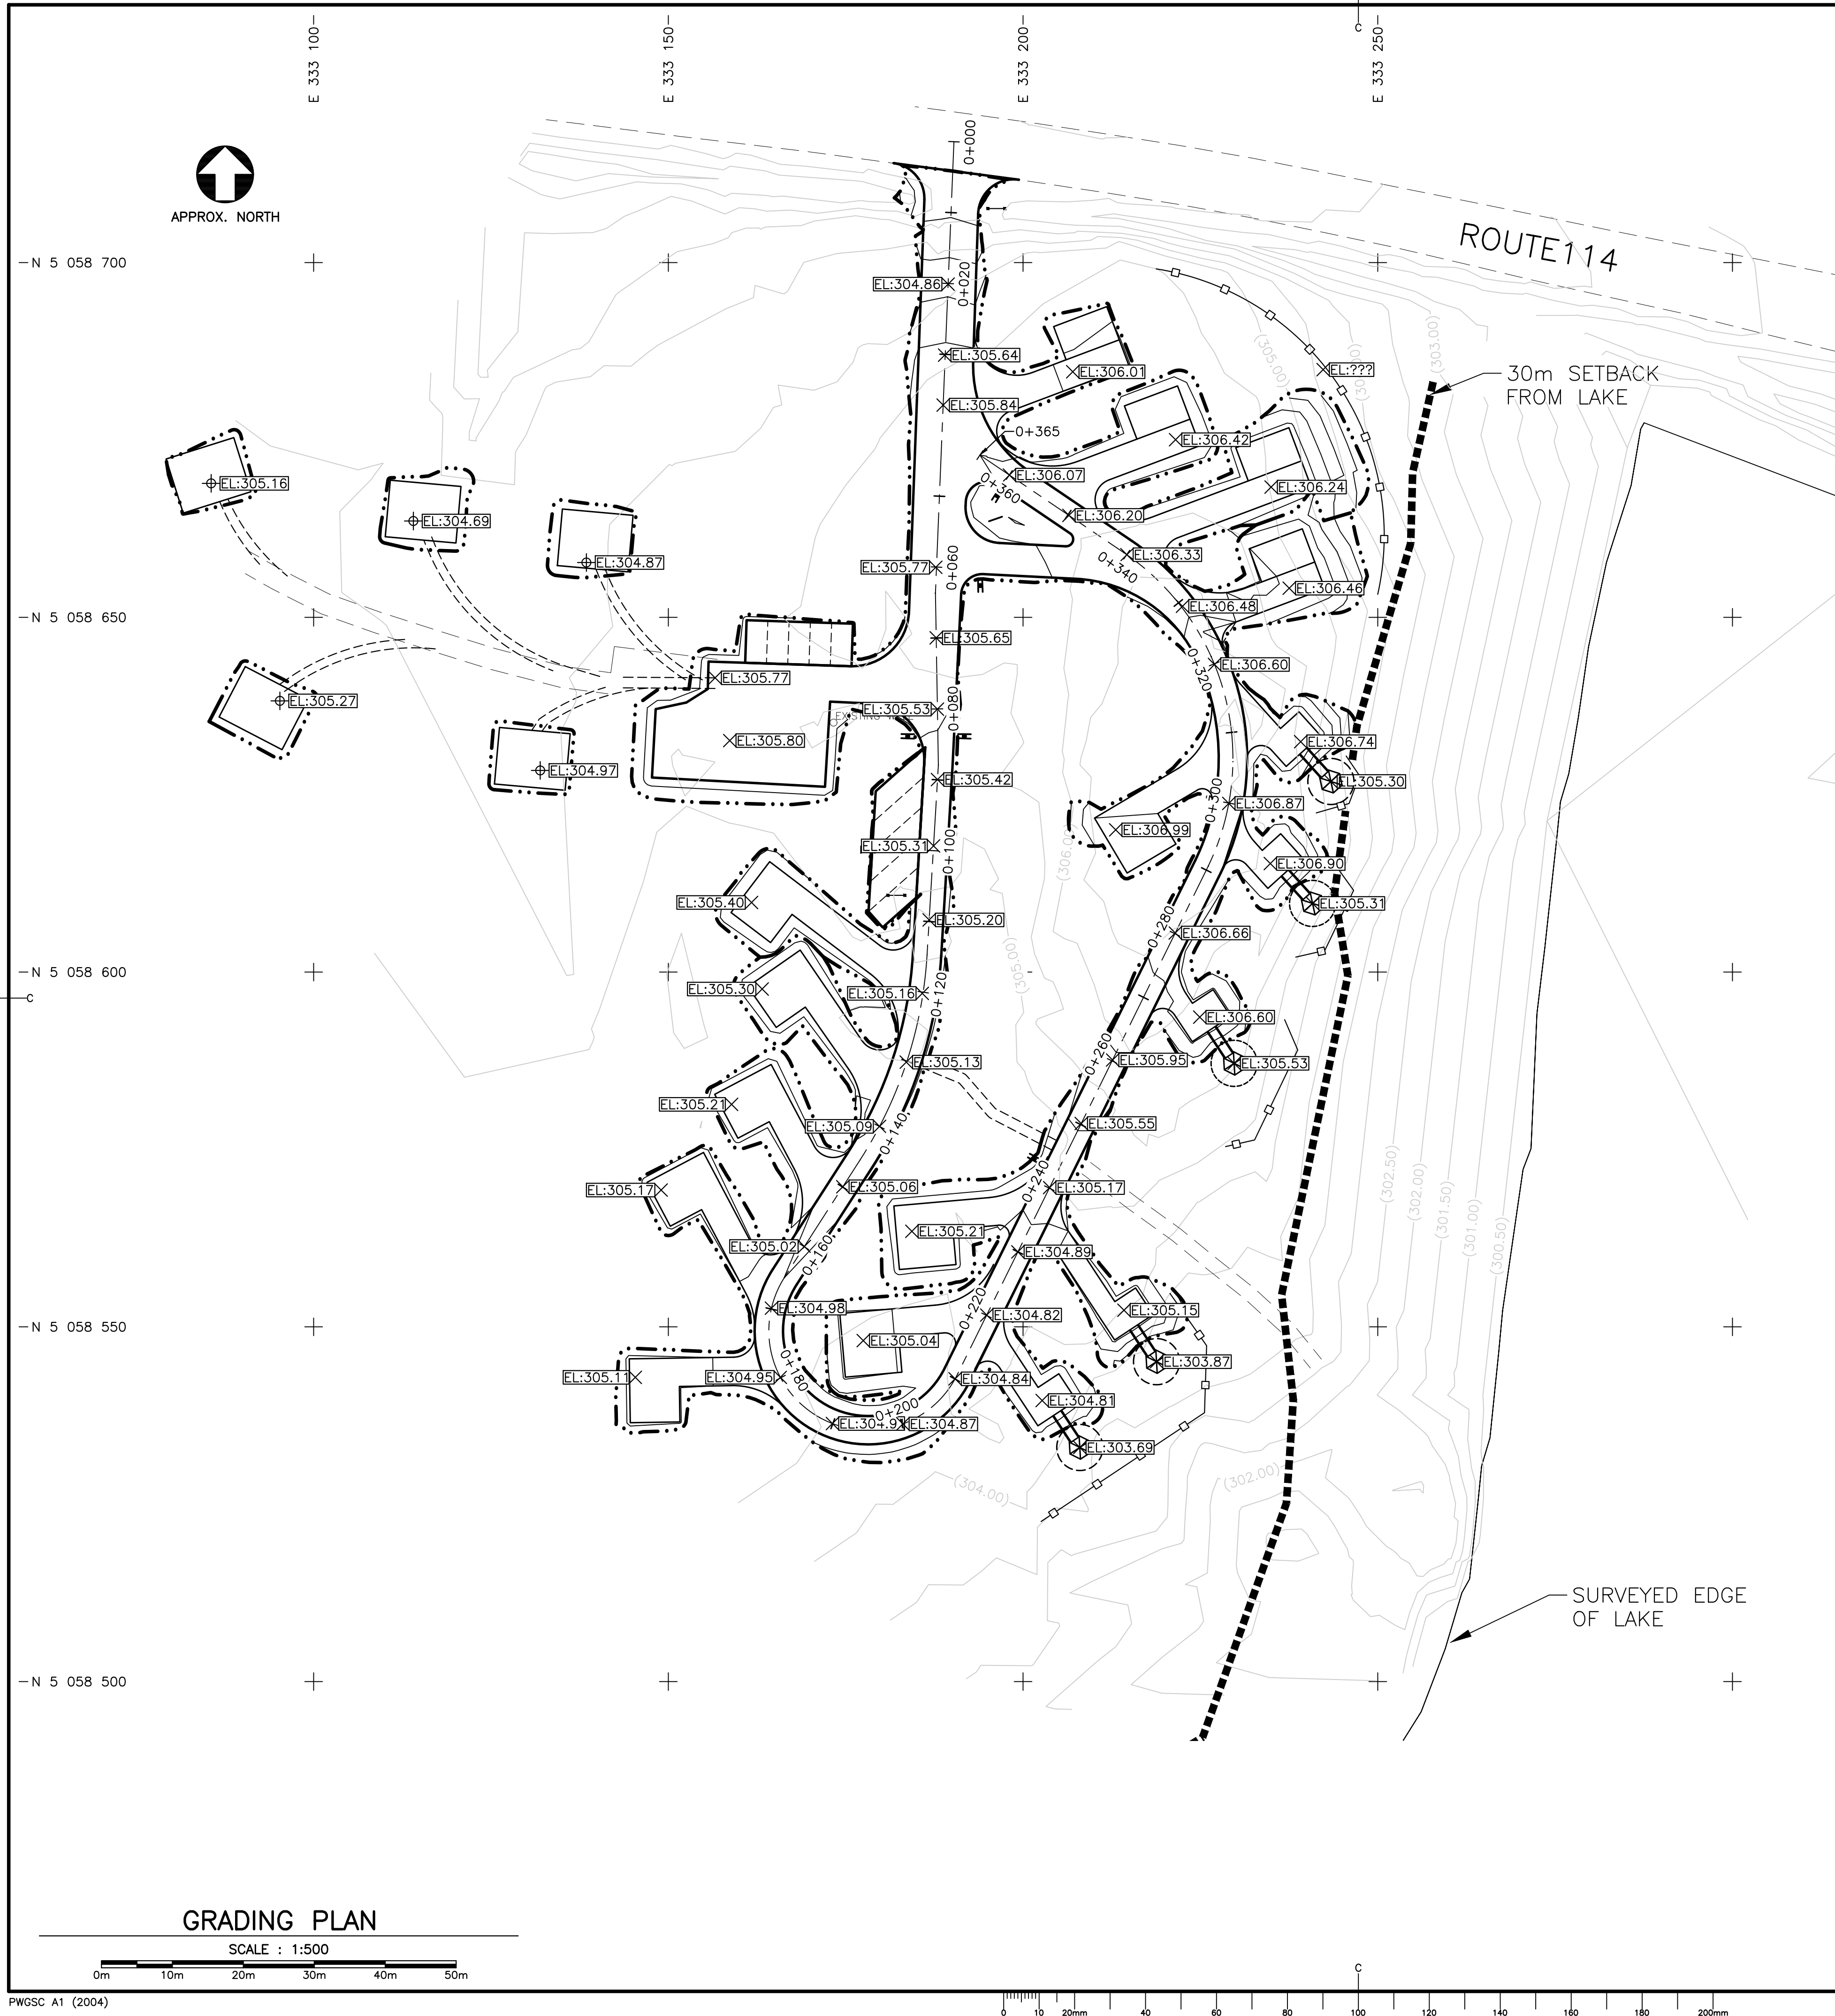 C
E 333 100
E 333 150
E 333 200
E 333 250
0+000
APPROX. NORTH
ROUTE114
N 5 058 700
EL:304.86
0+020
(305.00)
(303.00)
EL:305.64
EL:306.01
EL:???
30m SETBACK
FROM LAKE
EL:305.84
0+365
EL:306.42
EL:306.07
0+360
EL:305.16
EL:306.24
EL:304.69
EL:306.20
EL:304.87
EL:306.33
EL:305.77
0+060
0+340
EL:306.46
EL:306.48
N 5 058 650
EL:305.65
EL:306.60
0+320
EL:305.77
EL:305.27
EL:305.53
0+080
EXISTING WELL
EL:305.80
EL:306.74
EL:304.97
EL:305.42
EL:305.30
0+300
EL:306.87
EL:306.99
(306.00)
EL:305.31
0+100
EL:306.90
EL:305.40
EL:305.31
EL:305.20
0+280
EL:306.66
(305.00)
N 5 058 600
EL:305.30
EL:305.16
0+120
C
EL:306.60
EL:305.13
0+260
EL:305.95
EL:305.53
EL:305.21
EL:305.09
0+140
EL:305.55
EL:305.17
EL:305.06
0+240
EL:305.17
(302.50)
(302.00)
(301.50)
(301.00)
(300.50)
EL:305.21
EL:305.02
0+160
EL:304.89
EL:304.98
0+220
EL:304.82
EL:305.15
N 5 058 550
EL:305.04
EL:303.87
EL:305.11
EL:304.95
0+180
EL:304.84
EL:304.81
0+200
EL:304.91
EL:304.87
EL:303.69
(304.00)
(302.00)
SURVEYED EDGE
OF LAKE
N 5 058 500
GRADING PLAN
SCALE : 1:500
0m 10m 20m 30m 40m 50m
C
PWGSC A1 (2004)
0 10 20mm 40 60 80 100 120 140 160 180 200mm